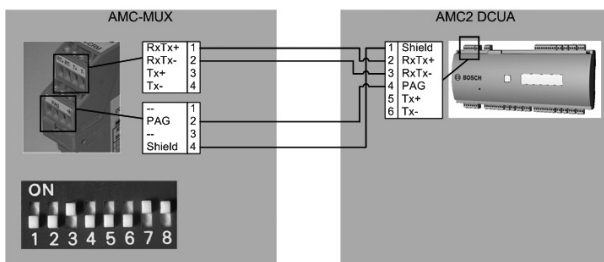 AMC-MUX
RxTx+ 1
RxTx- 2
Tx+ 3
Tx- 4
-- 1
PAG 2
-- 3
Shield 4
ON
1 2 3 4 5 6 7 8
AMC2 DCUA
1 Shield
2 RxTx+
3 RxTx-
4 PAG
5 Tx+
6 Tx-
BOSCH